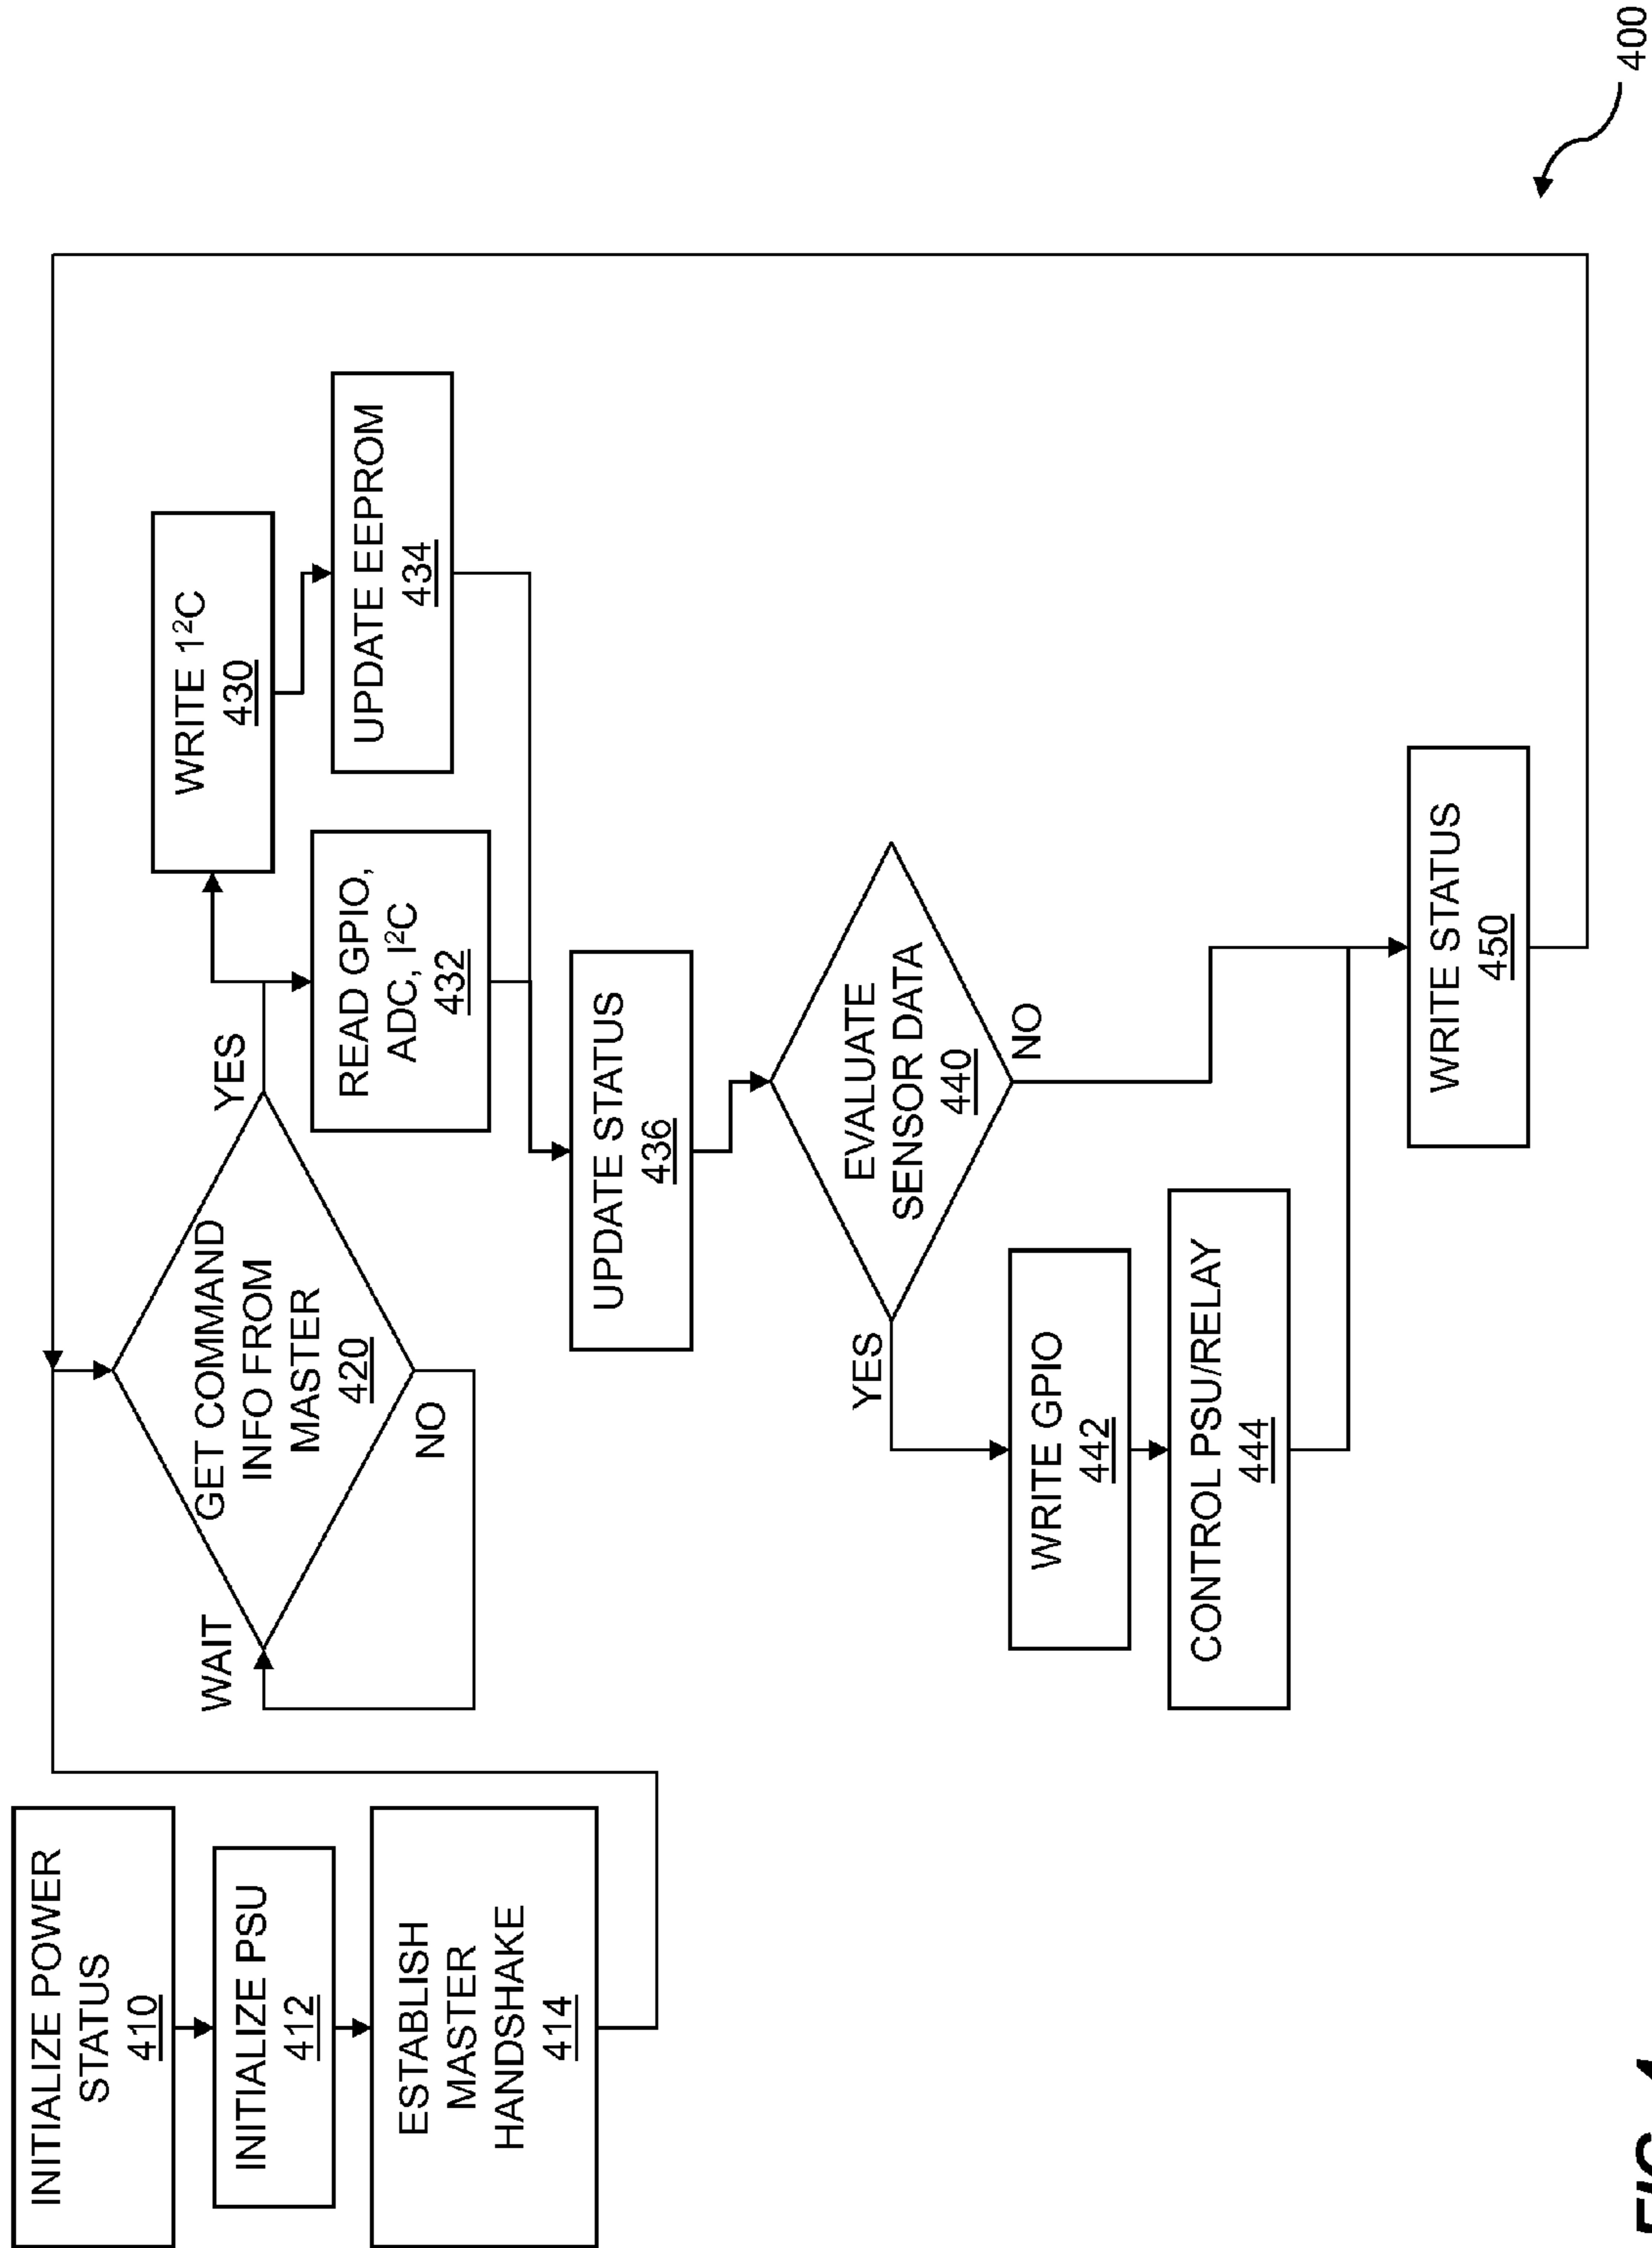 INITIALIZE POWER
STATUS
410
INITIALIZE PSU
412
ESTABLISH
MASTER
HANDSHAKE
414
WAIT
GET COMMAND
INFO FROM
MASTER
420
YES
NO
WRITE 1²C
430
READ GPIO,
ADC, I²C
432
UPDATE EEPROM
434
UPDATE STATUS
436
EVALUATE
SENSOR DATA
440
YES
NO
WRITE GPIO
442
CONTROL PSU/RELAY
444
WRITE STATUS
450
400
FIG. 4